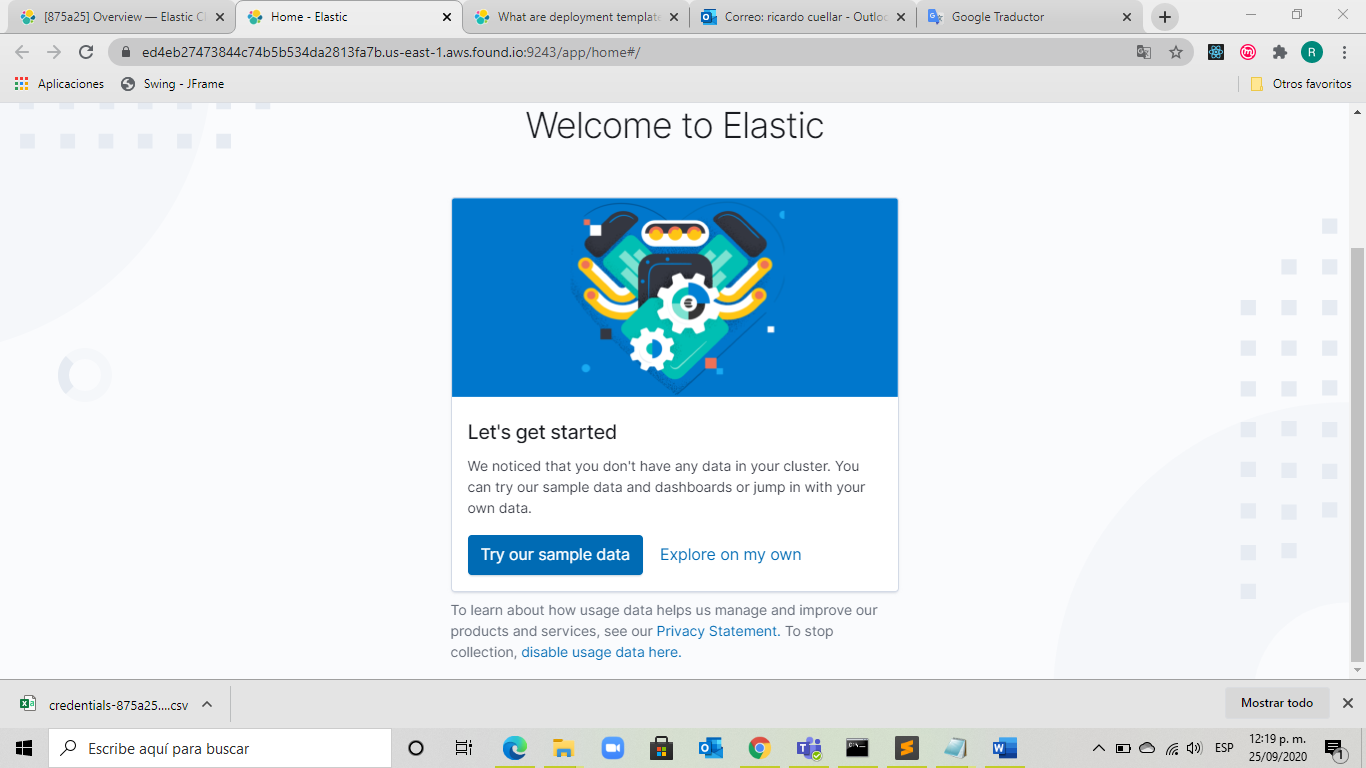 [875a25] Overview — Elastic Cl
Home - Elastic
What are deployment template
Correo: ricardo cuellar - Outloo
Google Traductor
ed4eb27473844c74b5b534da2813fa7b.us-east-1.aws.found.io:9243/app/home#/
R
Aplicaciones
Swing - JFrame
Otros favoritos
Welcome to Elastic
Let's get started
We noticed that you don't have any data in your cluster. You
can try our sample data and dashboards or jump in with your
own data.
Try our sample data
Explore on my own
To learn about how usage data helps us manage and improve our
products and services, see our Privacy Statement. To stop
collection, disable usage data here.
credentials-875a25....csv
Mostrar todo
Escribe aquí para buscar
ESP
12:19 p. m.
25/09/2020
1